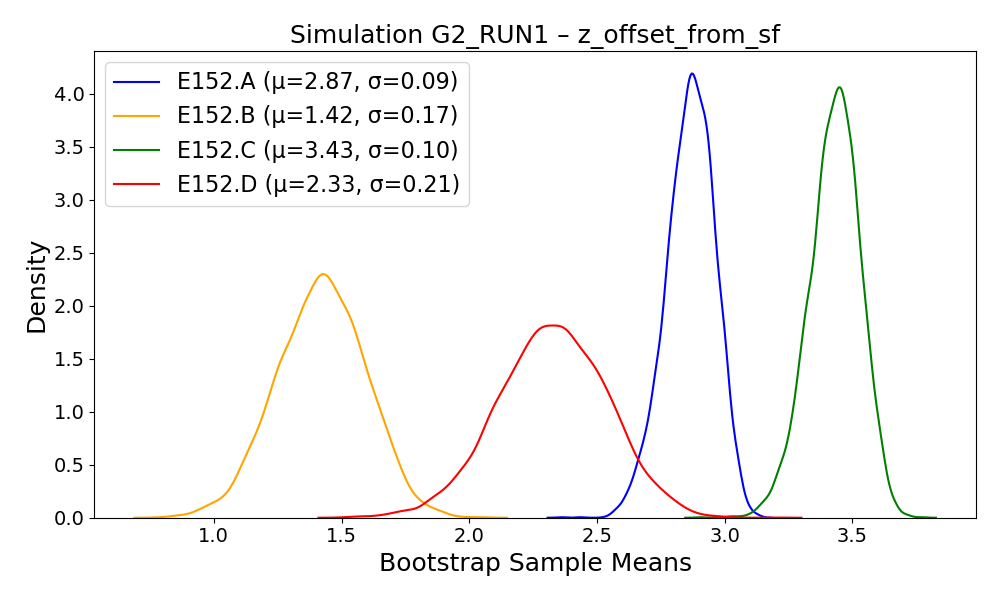 Simulation G2_RUN1 – z_offset_from_sf
E152.A (μ=2.87, σ=0.09)
E152.B (μ=1.42, σ=0.17)
E152.C (μ=3.43, σ=0.10)
E152.D (μ=2.33, σ=0.21)
Density
4.0
3.5
3.0
2.5
2.0
1.5
1.0
0.5
0.0
1.0 1.5 2.0 2.5 3.0 3.5
Bootstrap Sample Means